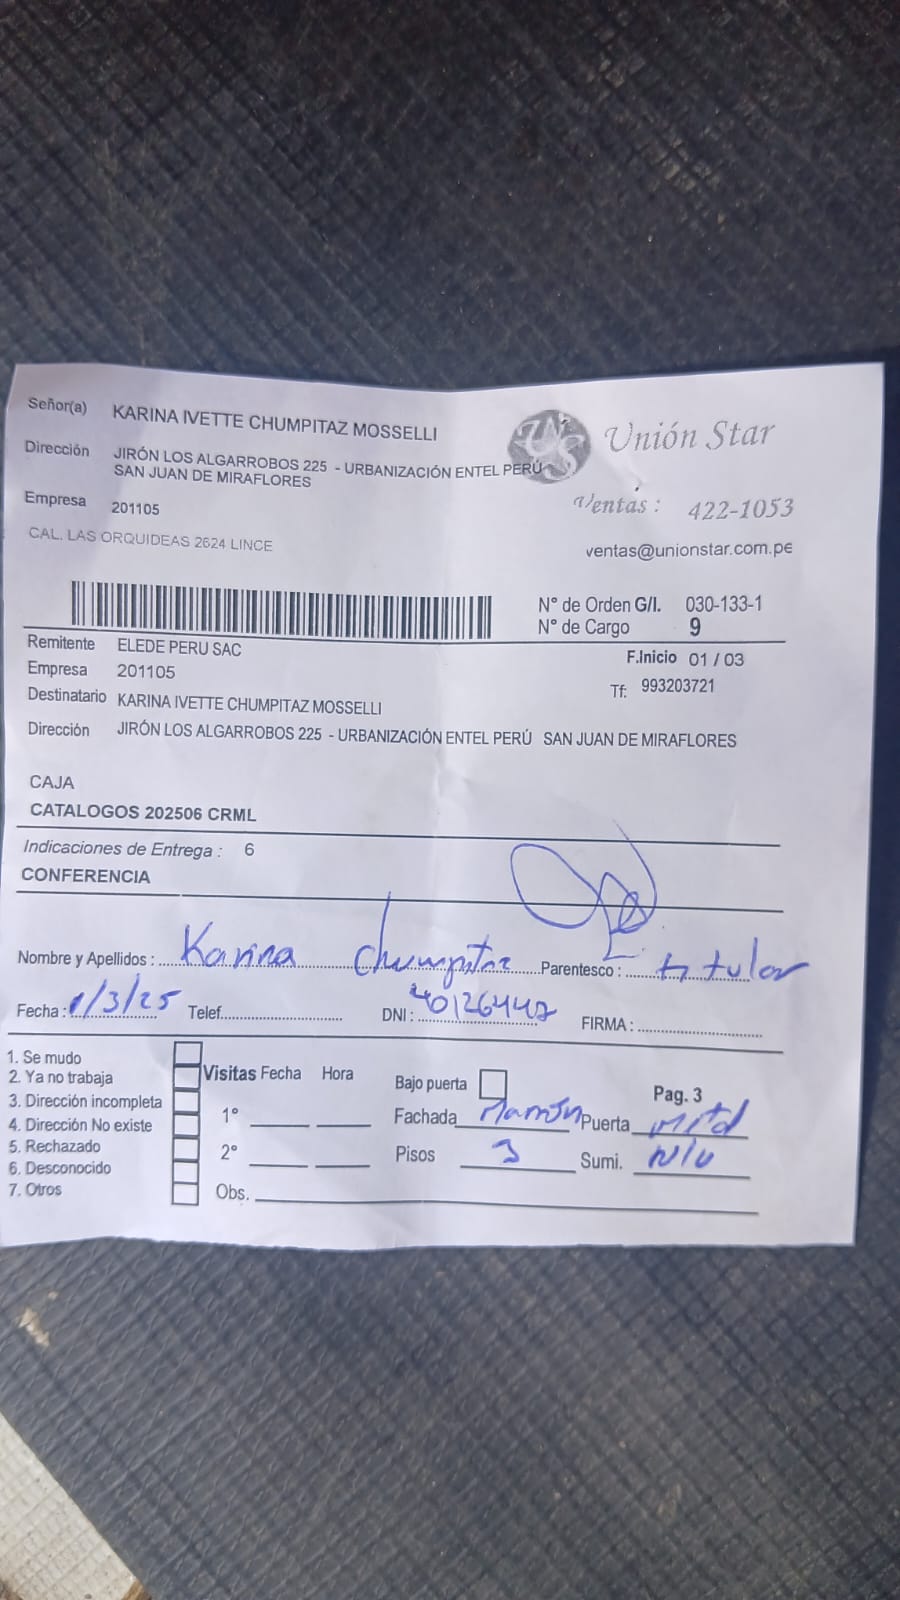 Señor(a) KARINA IVETTE CHUMPITAZ MOSSELLI
Dirección JIRÓN LOS ALGARROBOS 225 - URBANIZACIÓN ENTEL PERÚ
SAN JUAN DE MIRAFLORES
Empresa 201105
CAL. LAS ORQUIDEAS 2624 LINCE
Unión Star
Ventas : 422-1053
ventas@unionstar.com.pe
N° de Orden G/I. 030-133-1
N° de Cargo 9
Remitente ELEDE PERU SAC
F.Inicio 01 / 03
Empresa 201105
Tf: 993203721
Destinatario KARINA IVETTE CHUMPITAZ MOSSELLI
Dirección JIRÓN LOS ALGARROBOS 225 - URBANIZACIÓN ENTEL PERÚ SAN JUAN DE MIRAFLORES
CAJA
CATALOGOS 202506 CRML
Indicaciones de Entrega : 6
CONFERENCIA
Nombre y Apellidos : Karina Chumpitaz Parentesco : titular
Fecha : 1/3/25 Telef. DNI : 40126442 FIRMA :
1. Se mudo
2. Ya no trabaja
3. Dirección incompleta
4. Dirección No existe
5. Rechazado
6. Desconocido
7. Otros
Visitas Fecha Hora
1°
2°
Obs.
Bajo puerta Pag. 3
Fachada Marrón Puerta
Pisos 3 Sumi.